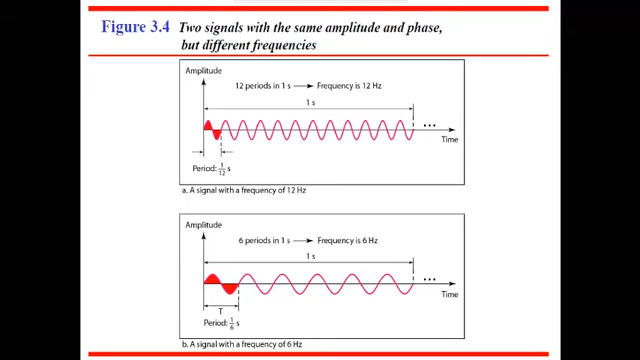 Figure 3.4 Two signals with the same amplitude and phase,
but different frequencies
Amplitude
12 periods in 1 s Frequency is 12 Hz
1 s
• • •
Time
Period: 1/12 s
a. A signal with a frequency of 12 Hz
Amplitude
6 periods in 1 s Frequency is 6 Hz
1 s
• • •
Time
T
Period: 1/6 s
b. A signal with a frequency of 6 Hz